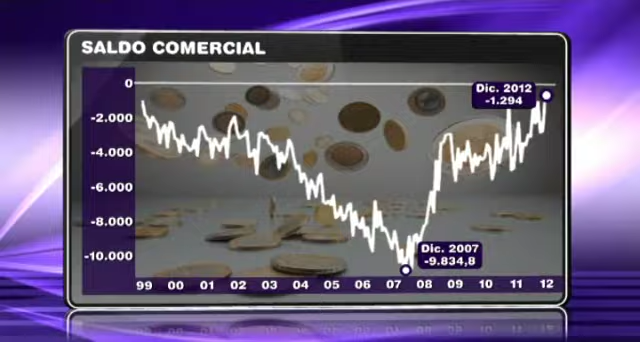 SALDO COMERCIAL
0
-2.000
-4.000
-6.000
-8.000
-10.000
Dic. 2012
-1.294
Dic. 2007
-9.834,8
99 00 01 02 03 04 05 06 07 08 09 10 11 12